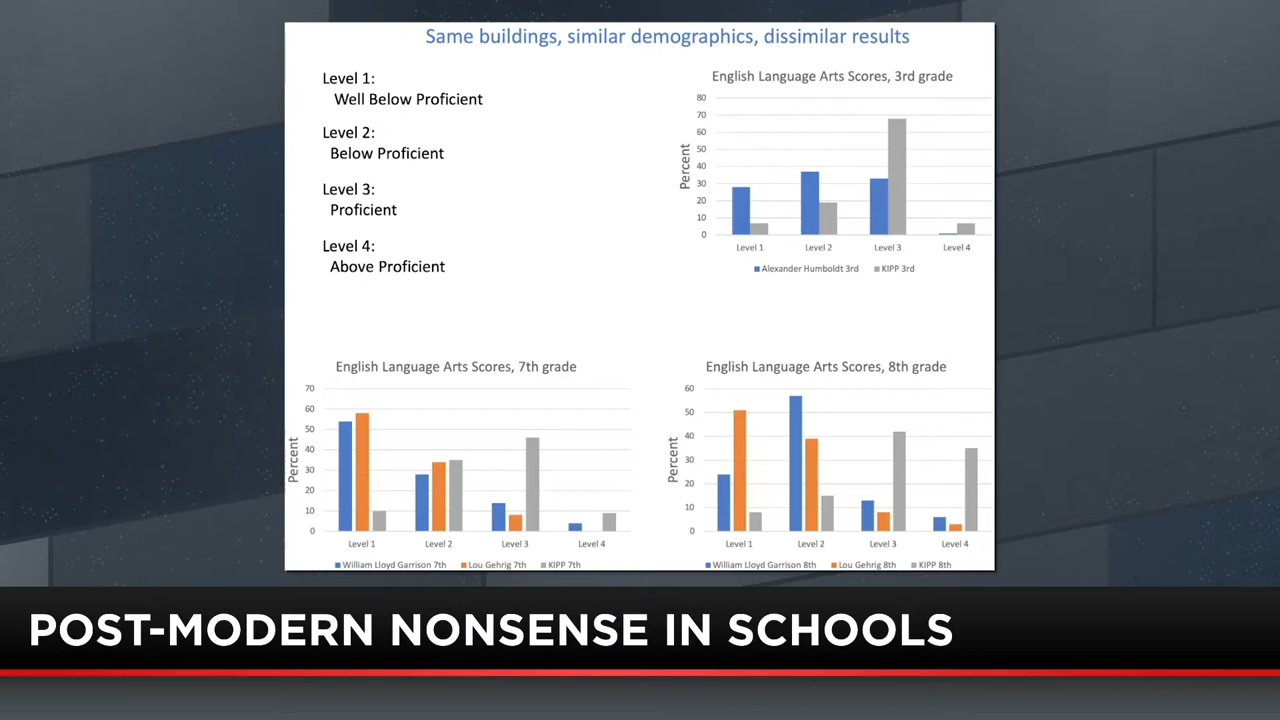 Same buildings, similar demographics, dissimilar results
Level 1:
Well Below Proficient
Level 2:
Below Proficient
Level 3:
Proficient
Level 4:
Above Proficient
English Language Arts Scores, 3rd grade
Percent
80
70
60
50
40
30
20
10
0
Level 1 Level 2 Level 3 Level 4
Alexander Humboldt 3rd KIPP 3rd
English Language Arts Scores, 7th grade
Percent
70
60
50
40
30
20
10
0
Level 1 Level 2 Level 3 Level 4
William Lloyd Garrison 7th Lou Gehrig 7th KIPP 7th
English Language Arts Scores, 8th grade
Percent
60
50
40
30
20
10
0
Level 1 Level 2 Level 3 Level 4
William Lloyd Garrison 8th Lou Gehrig 8th KIPP 8th
POST-MODERN NONSENSE IN SCHOOLS